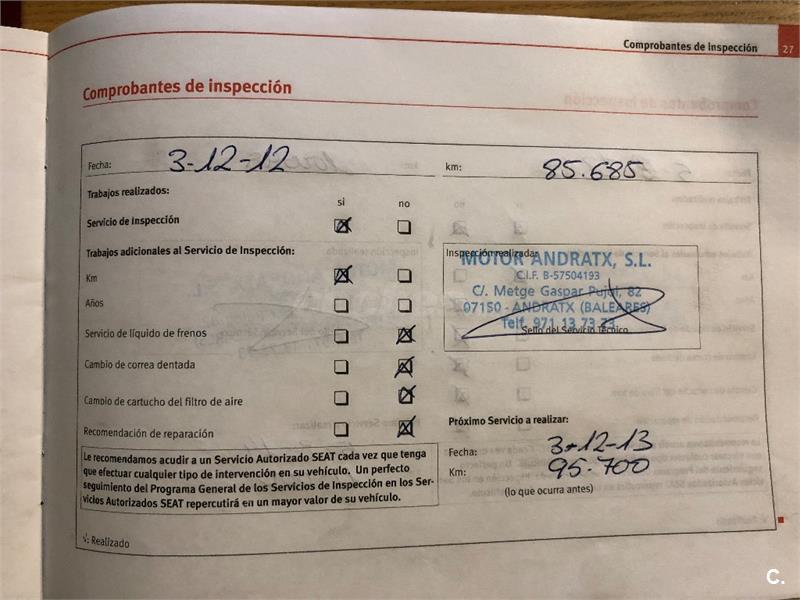 Comprobantes de inspección 27
Comprobantes de inspección
Fecha: 3-12-12 km: 85.685
Trabajos realizados:
si no
Servicio de Inspección
Trabajos adicionales al Servicio de Inspección:
Inspección realizada:
MOTOR ANDRATX, S.L.
C.I.F. B-57504193
C/. Metge Gaspar Pujol, 82
07150 - ANDRATX (BALEARES)
Telf. 971 13 73 73
Sello del Servicio Técnico
Km
Años
Servicio de líquido de frenos
Cambio de correa dentada
Cambio de cartucho del filtro de aire
Recomendación de reparación
Próximo Servicio a realizar:
Fecha: 3-12-13
Km: 95.700
(lo que ocurra antes)
Le recomendamos acudir a un Servicio Autorizado SEAT cada vez que tenga
que efectuar cualquier tipo de intervención en su vehículo. Un perfecto
seguimiento del Programa General de los Servicios de Inspección en los Ser-
vicios Autorizados SEAT repercutirá en un mayor valor de su vehículo.
√: Realizado
C.